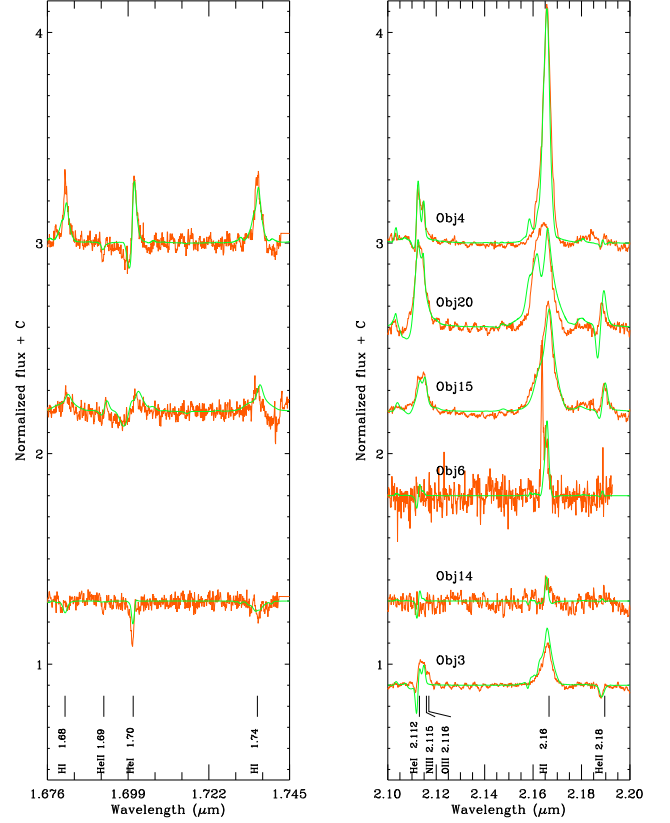 4
3
2
1
Normalized flux + C
HI 1.68
HeII 1.69
HeI 1.70
HI 1.74
1.676 1.699 1.722 1.745
Wavelength (μm)
4
3
2
1
Normalized flux + C
Obj4
Obj20
Obj15
Obj6
Obj14
Obj3
HeI 2.112
NIII 2.115
OIII 2.116
HI 2.16
HeII 2.18
2.10 2.12 2.14 2.16 2.18 2.20
Wavelength (μm)